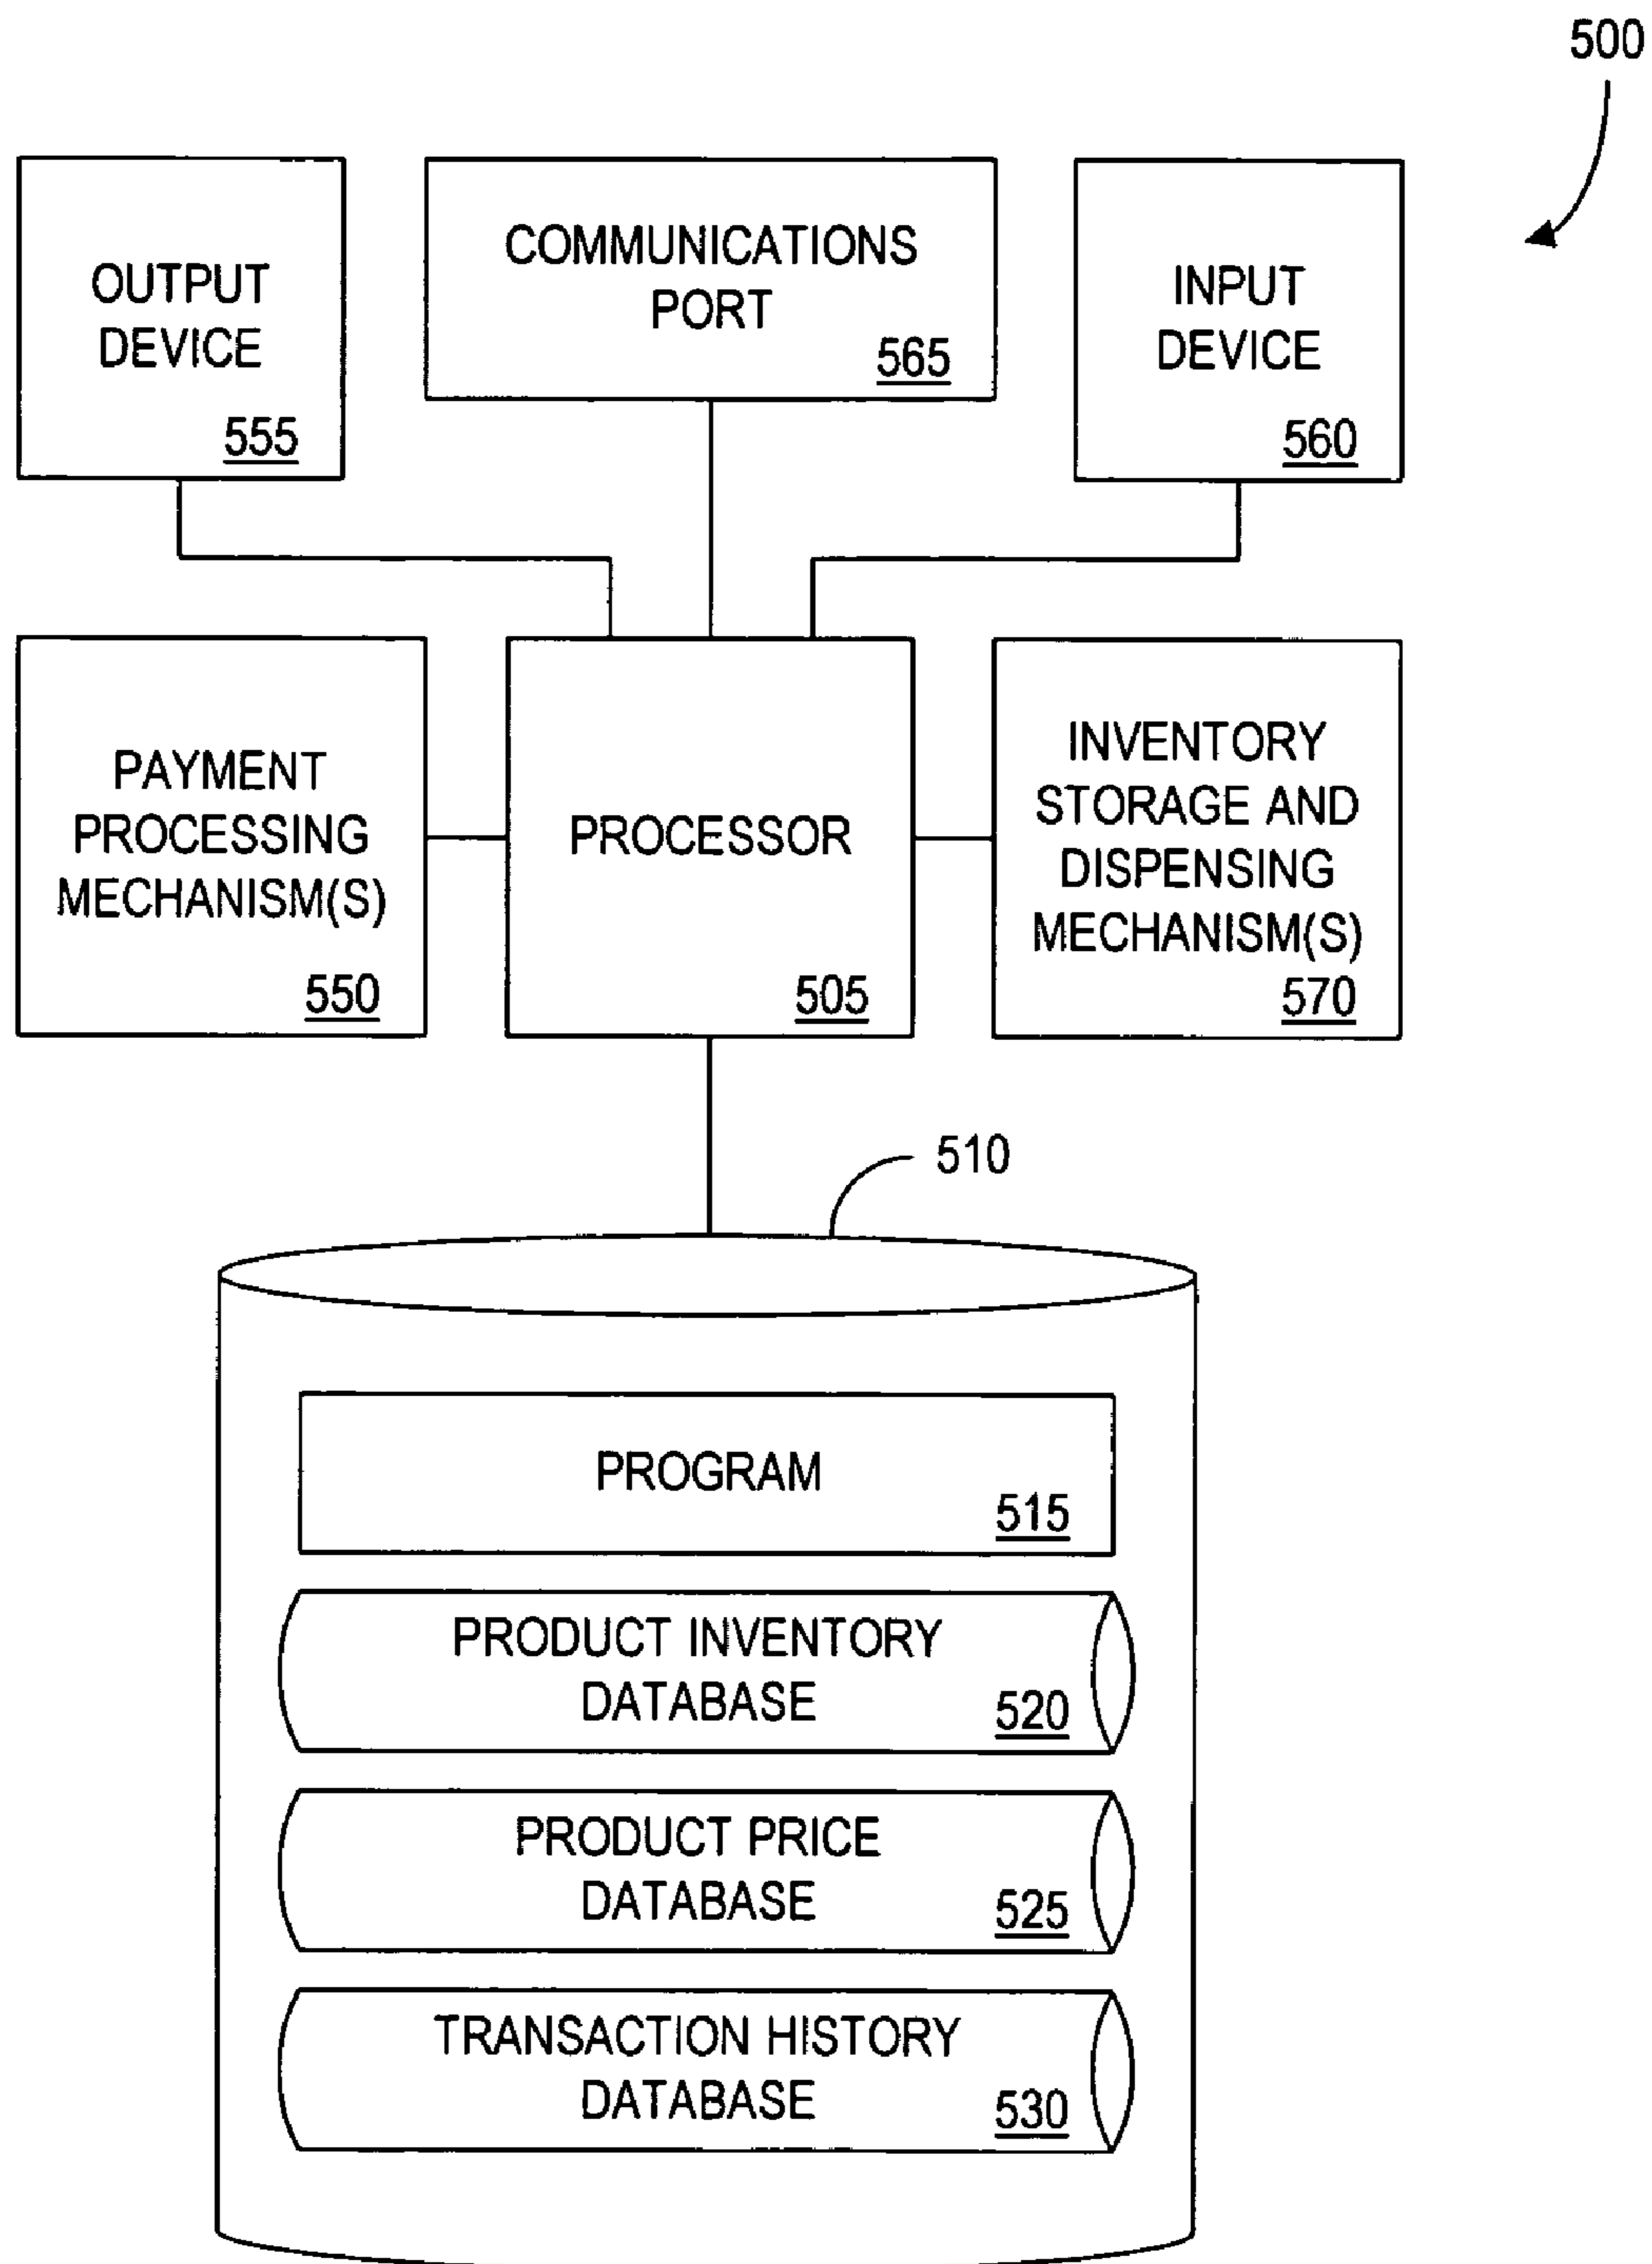 500
OUTPUT
DEVICE
555
COMMUNICATIONS
PORT
565
INPUT
DEVICE
560
PAYMENT
PROCESSING
MECHANISM(S)
550
PROCESSOR
505
INVENTORY
STORAGE AND
DISPENSING
MECHANISM(S)
570
510
PROGRAM
515
PRODUCT INVENTORY
DATABASE
520
PRODUCT PRICE
DATABASE
525
TRANSACTION HISTORY
DATABASE
530